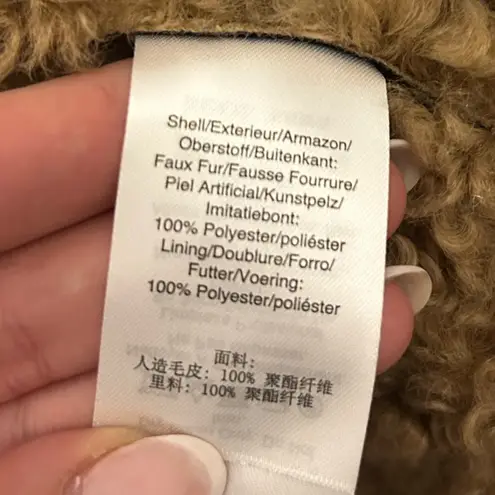 Shell/Exterieur/Armazon/
Oberstoff/Buitenkant:
Faux Fur/Fausse Fourrure/
Piel Artificial/Kunstpelz/
Imitatiebont:
100% Polyester/poliéster
Lining/Doublure/Forro/
Futter/Voering:
100% Polyester/poliéster
面料:
人造毛皮: 100% 聚酯纤维
里料: 100% 聚酯纤维